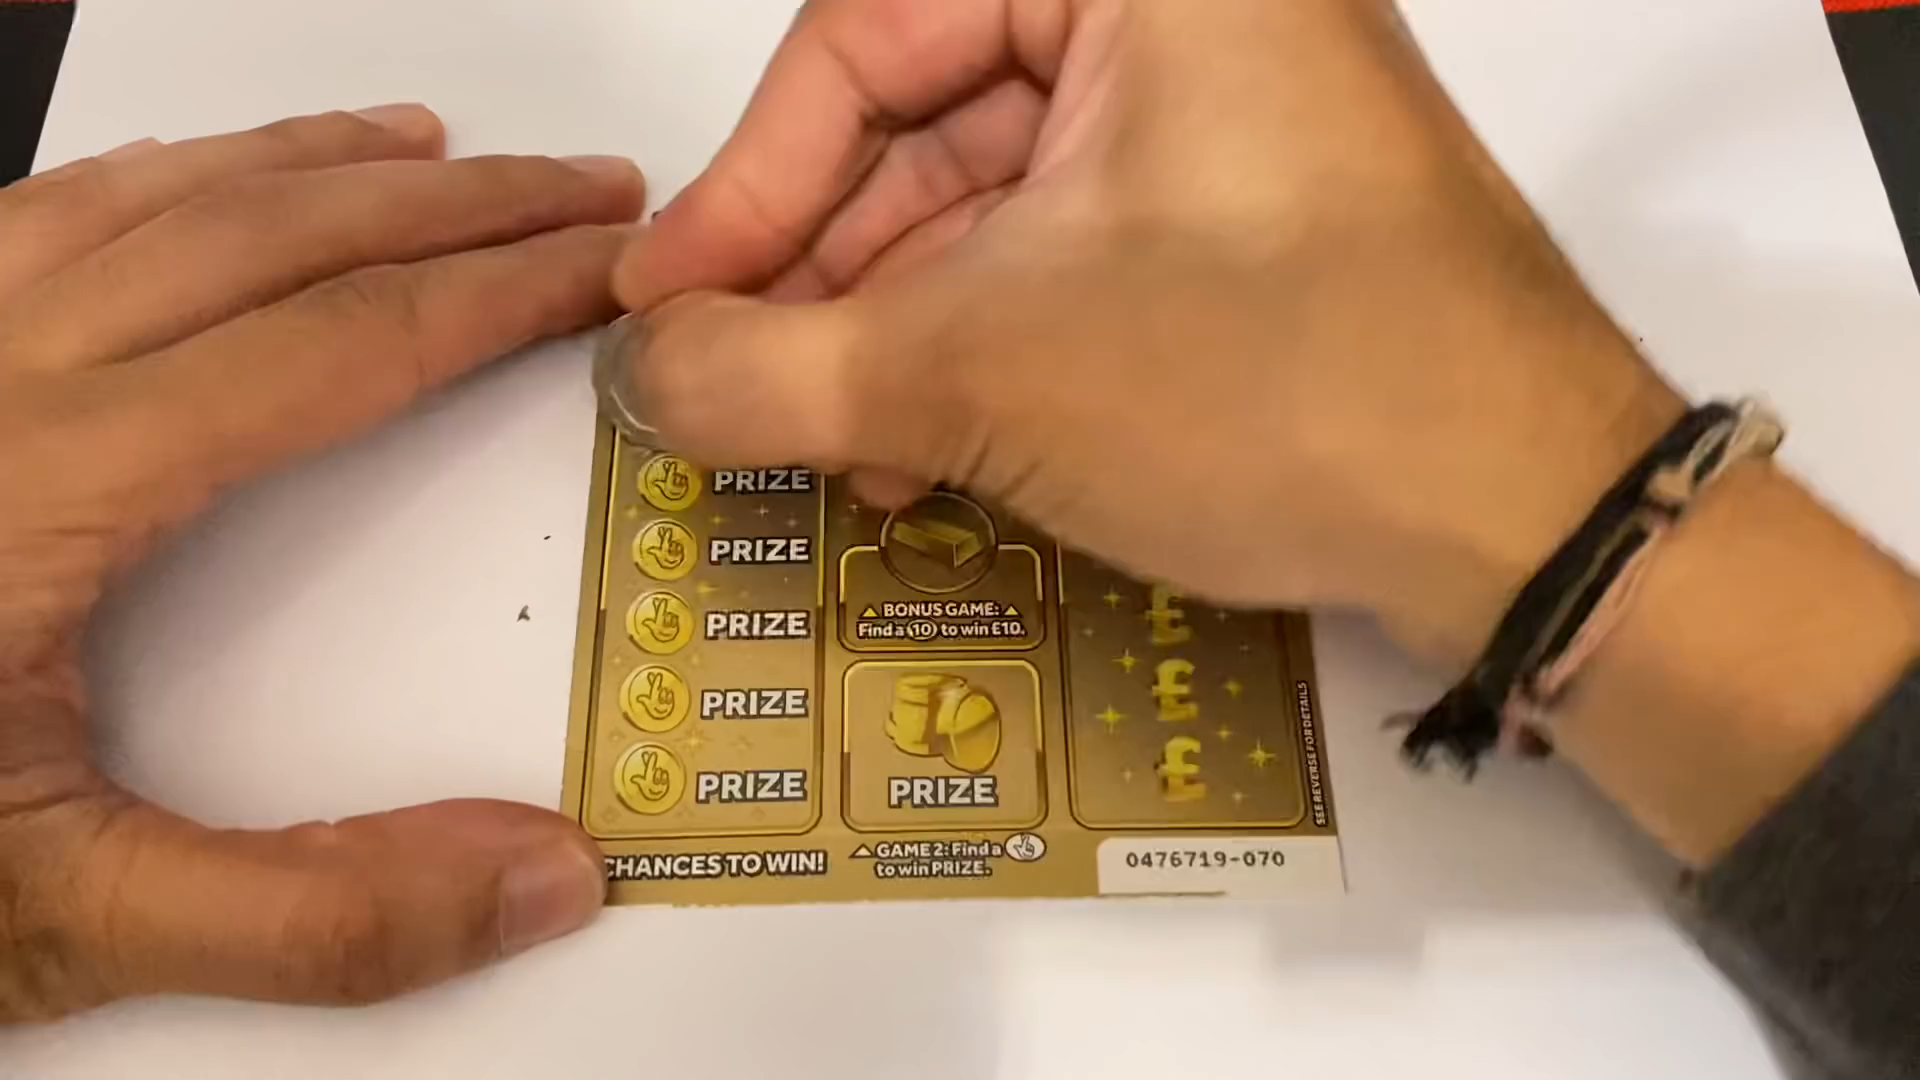 PRIZE
PRIZE
PRIZE
PRIZE
PRIZE
BONUS GAME:
Find a 10 to win £10.
PRIZE
GAME 2: Find a
to win PRIZE.
£
£
£
CHANCES TO WIN!
0476719-070
SEE REVERSE FOR DETAILS